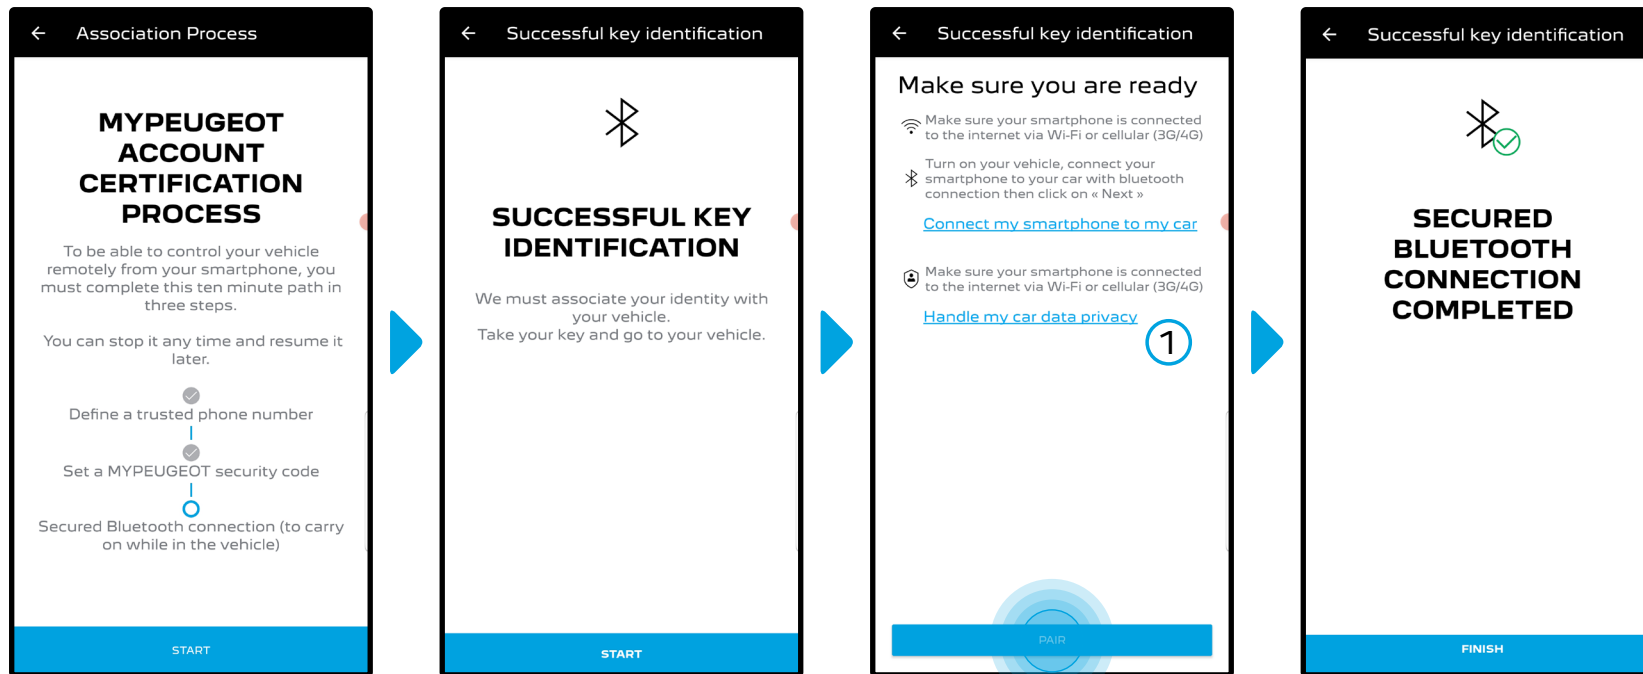 Association Process
MYPEUGEOT
ACCOUNT
CERTIFICATION
PROCESS
To be able to control your vehicle
remotely from your smartphone, you
must complete this ten minute path in
three steps.
You can stop it any time and resume it
later.
Define a trusted phone number
Set a MYPEUGEOT security code
Secured Bluetooth connection (to carry
on while in the vehicle)
START
Successful key identification
SUCCESSFUL KEY
IDENTIFICATION
We must associate your identity with
your vehicle.
Take your key and go to your vehicle.
START
Successful key identification
Make sure you are ready
Make sure your smartphone is connected
to the internet via Wi-Fi or cellular (3G/4G)
Turn on your vehicle, connect your
smartphone to your car with bluetooth
connection then click on « Next »
Connect my smartphone to my car
Make sure your smartphone is connected
to the internet via Wi-Fi or cellular (3G/4G)
Handle my car data privacy
1
PAIR
Successful key identification
SECURED
BLUETOOTH
CONNECTION
COMPLETED
FINISH